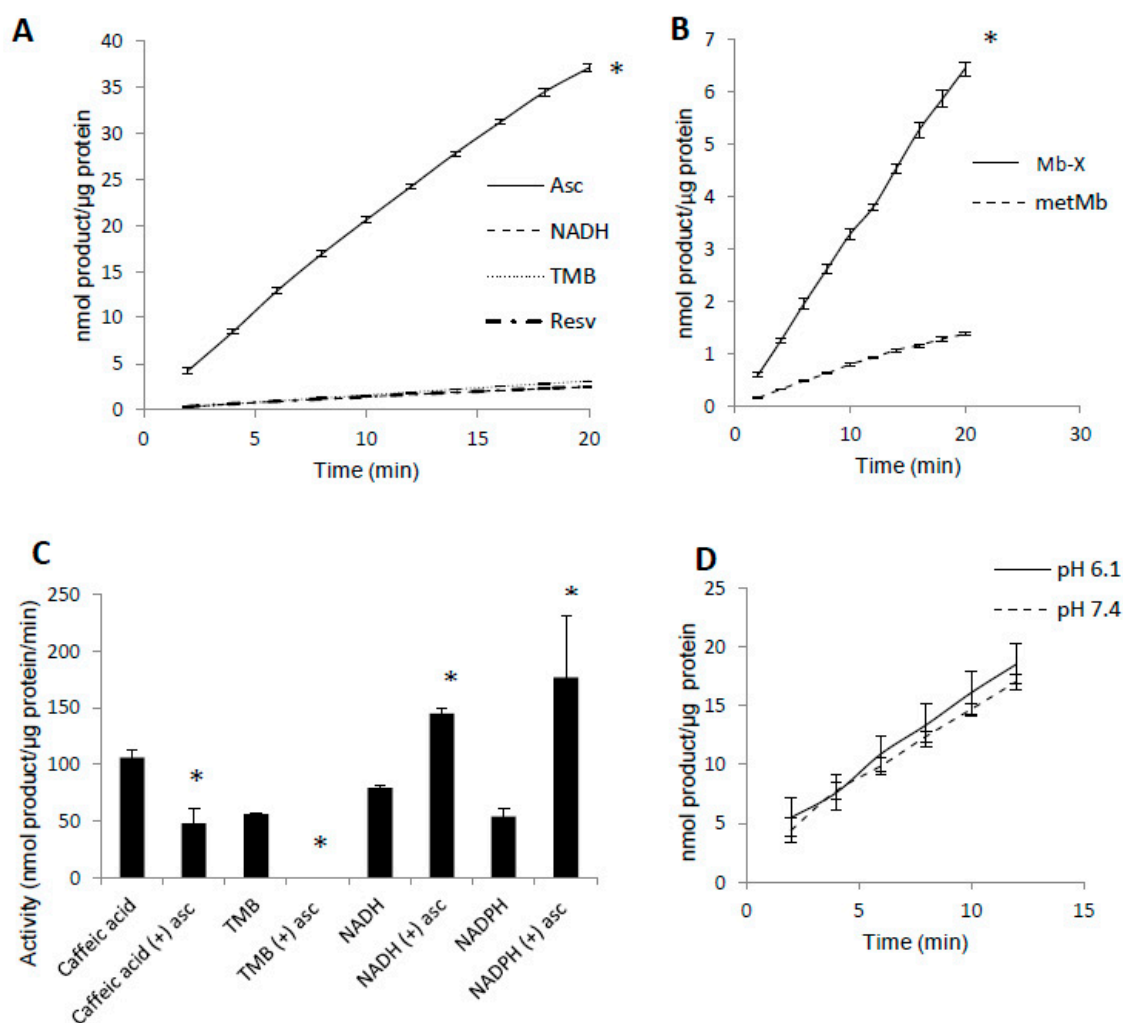 A
nmol product/µg protein
40
35
30
25
20
15
10
5
0
*
Asc
NADH
TMB
Resv
0 5 10 15 20
Time (min)
B
nmol product/µg protein
7
6
5
4
3
2
1
0
*
Mb-X
metMb
0 10 20 30
Time (min)
C
Activity (nmol product/µg protein/min)
250
200
150
100
50
0
*
*
*
*
Caffeic acid
Caffeic acid (+) asc
TMB
TMB (+) asc
NADH
NADH (+) asc
NADPH
NADPH (+) asc
D
nmol product/µg protein
25
20
15
10
5
0
pH 6.1
pH 7.4
0 5 10 15
Time (min)